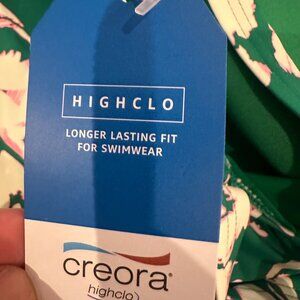 HIGHCLO
LONGER LASTING FIT
FOR SWIMWEAR
creora®
highclo